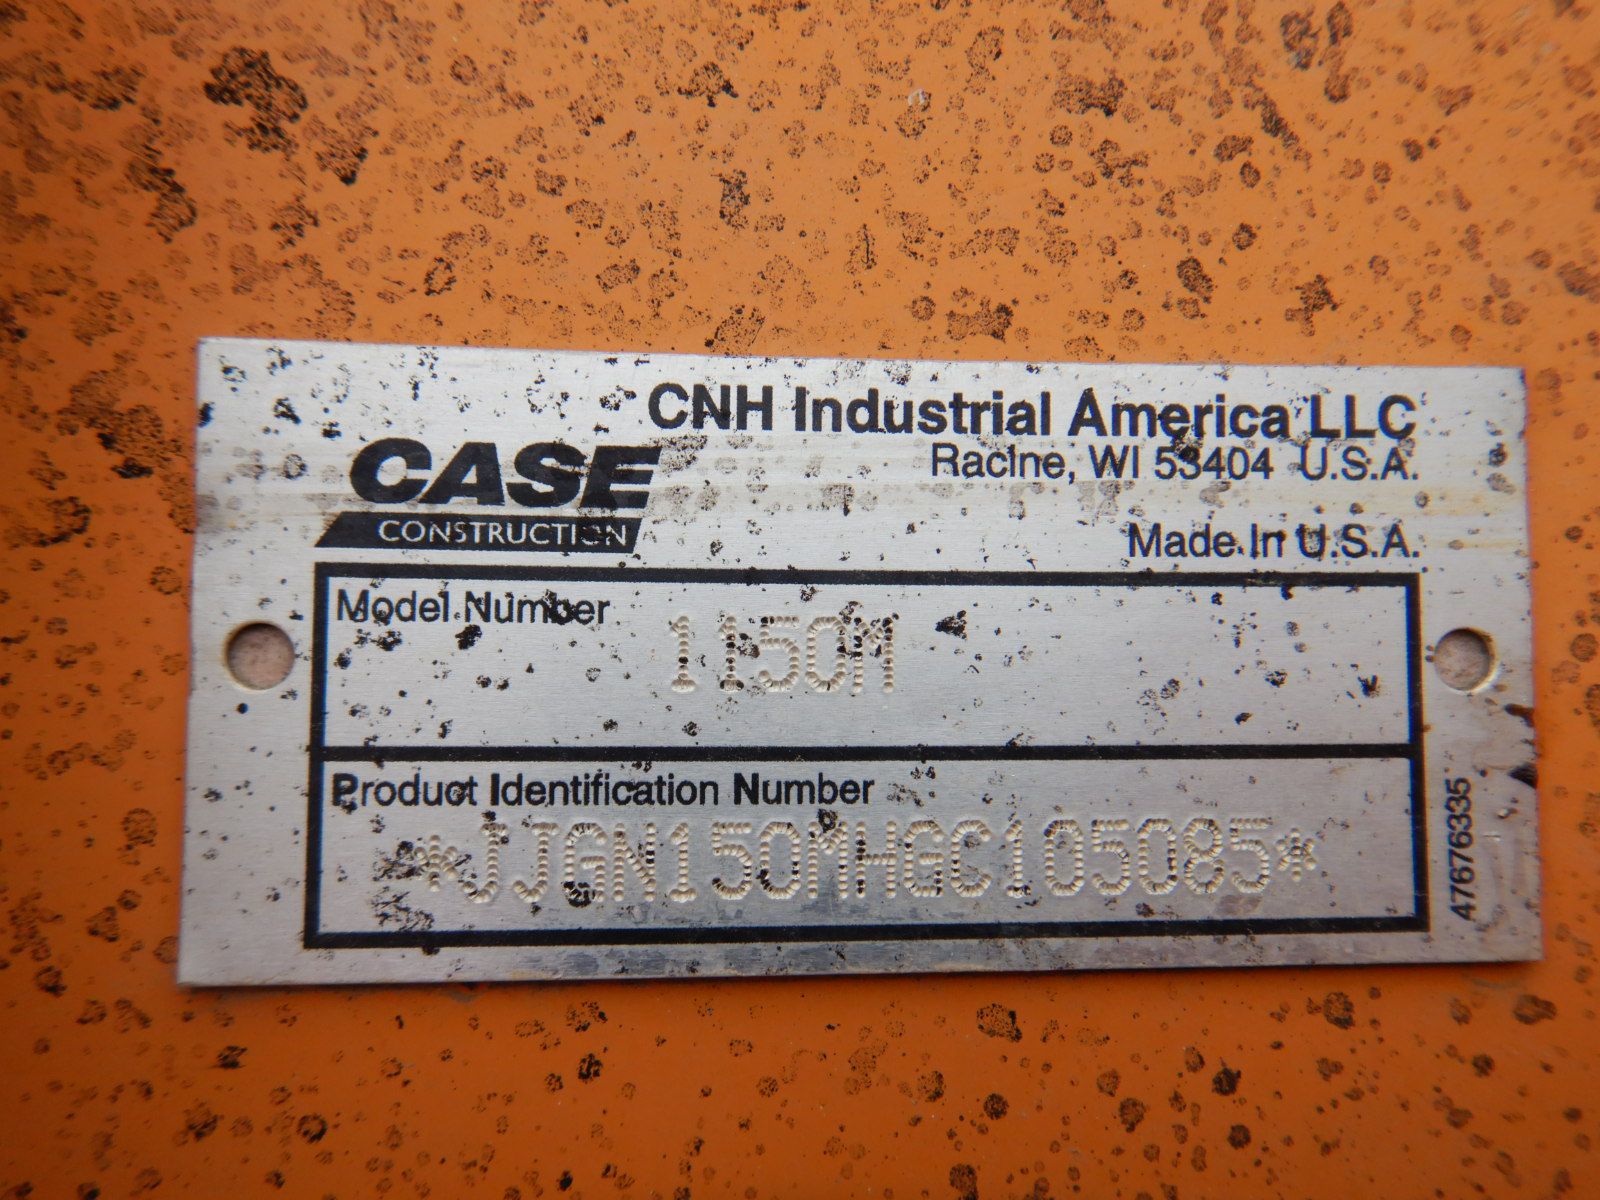 CNH Industrial America LLC
Racine, WI 53404 U.S.A.
CASE
CONSTRUCTION
Made In U.S.A.
Model Number
1150M
Product Identification Number
*JJGN150MHGC105085*
47676335